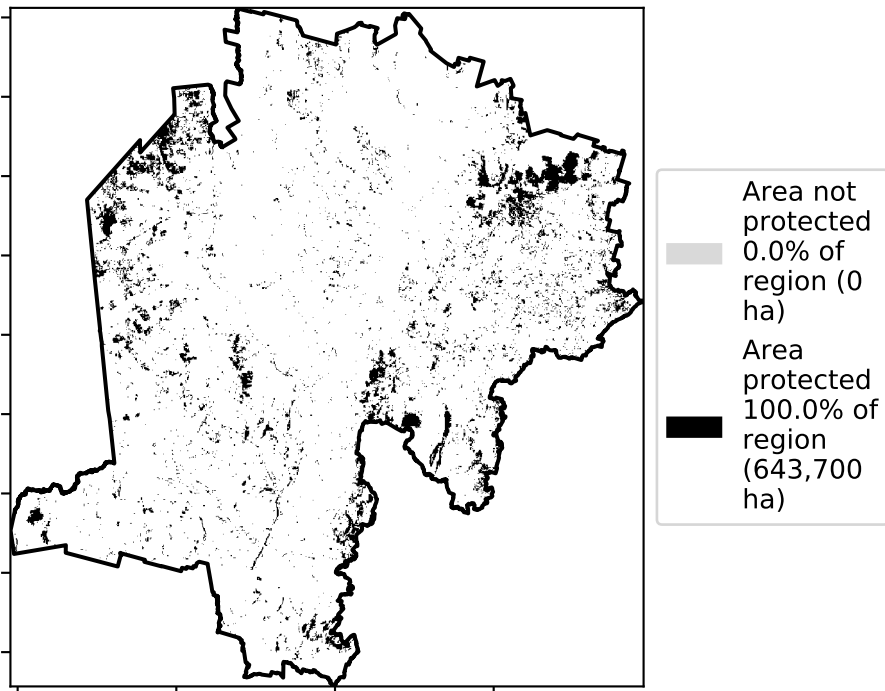 Area not
protected
0.0% of
region (0
ha)
Area
protected
100.0% of
region
(643,700
ha)